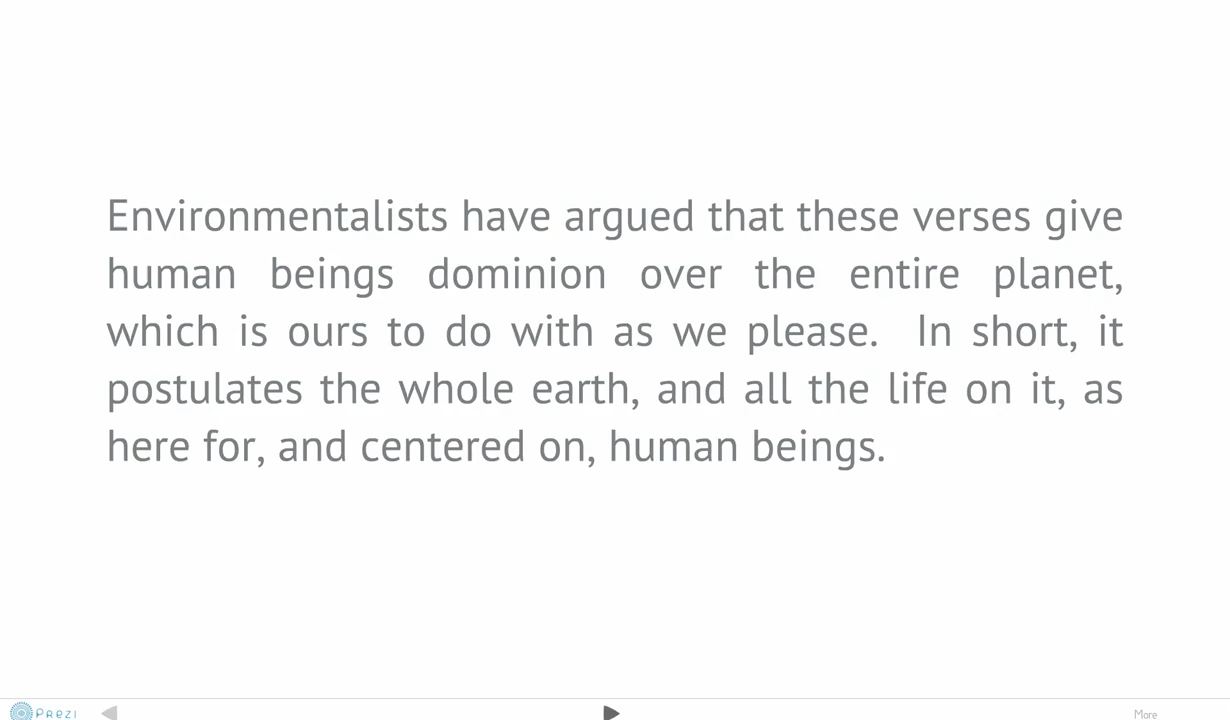 Environmentalists have argued that these verses give
human beings dominion over the entire planet,
which is ours to do with as we please. In short, it
postulates the whole earth, and all the life on it, as
here for, and centered on, human beings.
Prezi
More